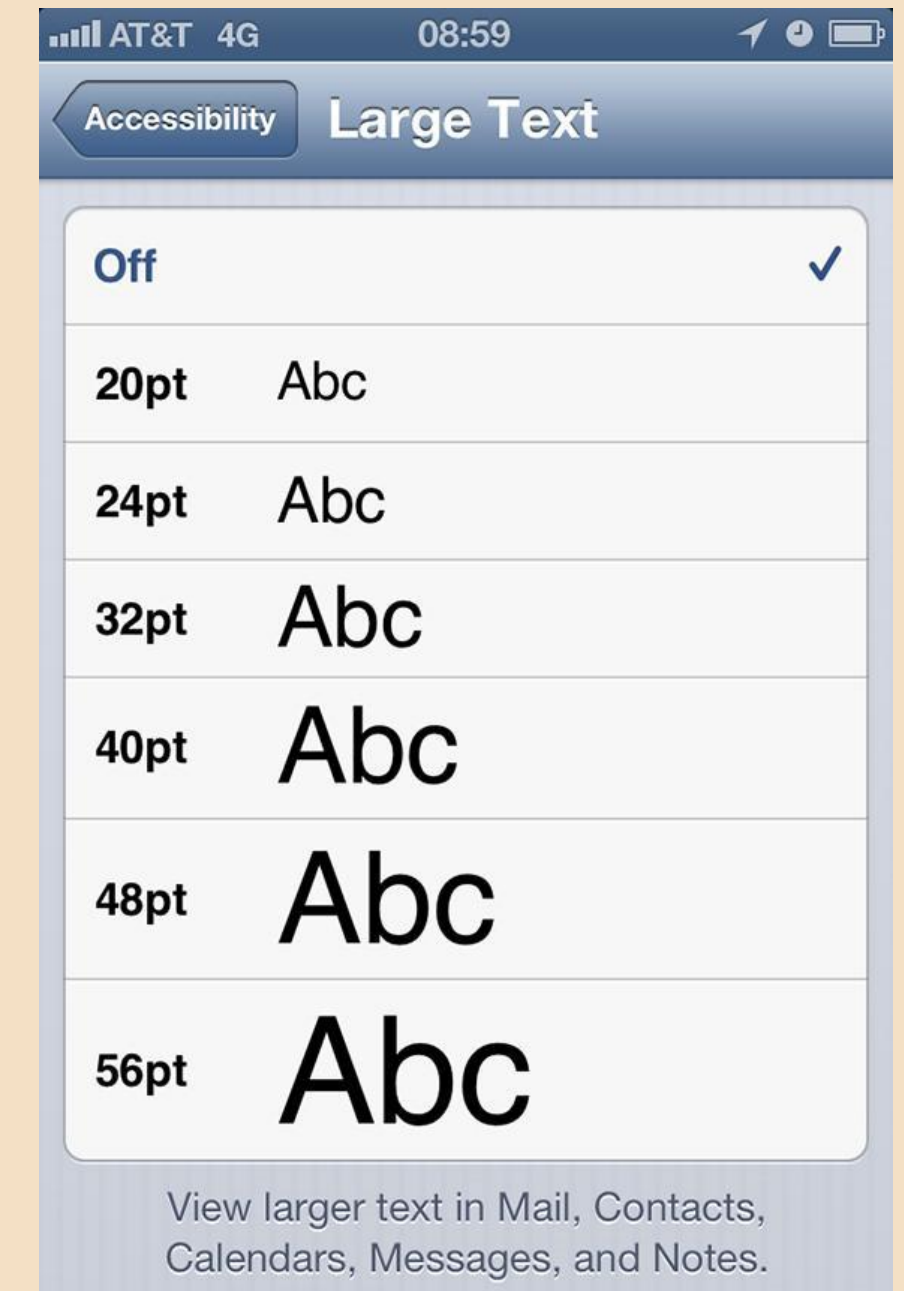 AT&T 4G 08:59
Accessibility Large Text
Off
20pt Abc
24pt Abc
32pt Abc
40pt Abc
48pt Abc
56pt Abc
View larger text in Mail, Contacts,
Calendars, Messages, and Notes.